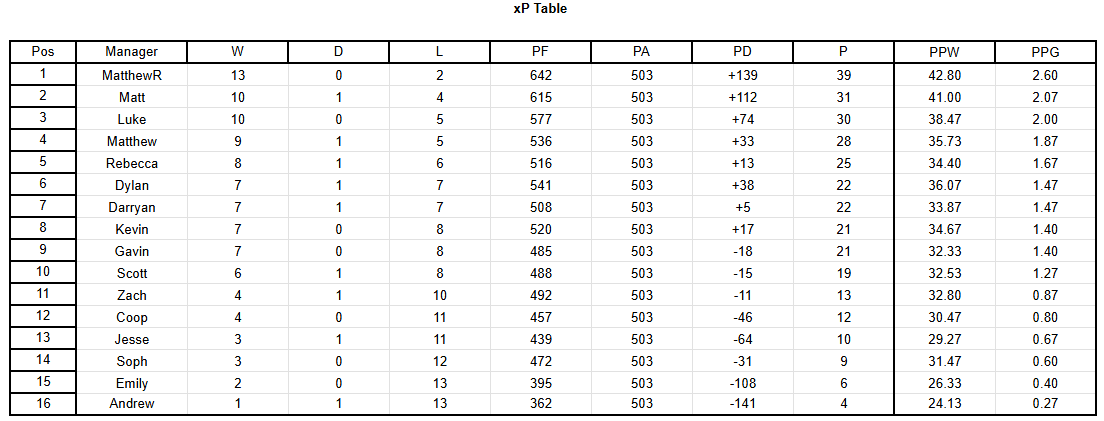 xP Table
Pos Manager W D L PF PA PD P PPW PPG
1 MatthewR 13 0 2 642 503 +139 39 42.80 2.60
2 Matt 10 1 4 615 503 +112 31 41.00 2.07
3 Luke 10 0 5 577 503 +74 30 38.47 2.00
4 Matthew 9 1 5 536 503 +33 28 35.73 1.87
5 Rebecca 8 1 6 516 503 +13 25 34.40 1.67
6 Dylan 7 1 7 541 503 +38 22 36.07 1.47
7 Darryan 7 1 7 508 503 +5 22 33.87 1.47
8 Kevin 7 0 8 520 503 +17 21 34.67 1.40
9 Gavin 7 0 8 485 503 -18 21 32.33 1.40
10 Scott 6 1 8 488 503 -15 19 32.53 1.27
11 Zach 4 1 10 492 503 -11 13 32.80 0.87
12 Coop 4 0 11 457 503 -46 12 30.47 0.80
13 Jesse 3 1 11 439 503 -64 10 29.27 0.67
14 Soph 3 0 12 472 503 -31 9 31.47 0.60
15 Emily 2 0 13 395 503 -108 6 26.33 0.40
16 Andrew 1 1 13 362 503 -141 4 24.13 0.27